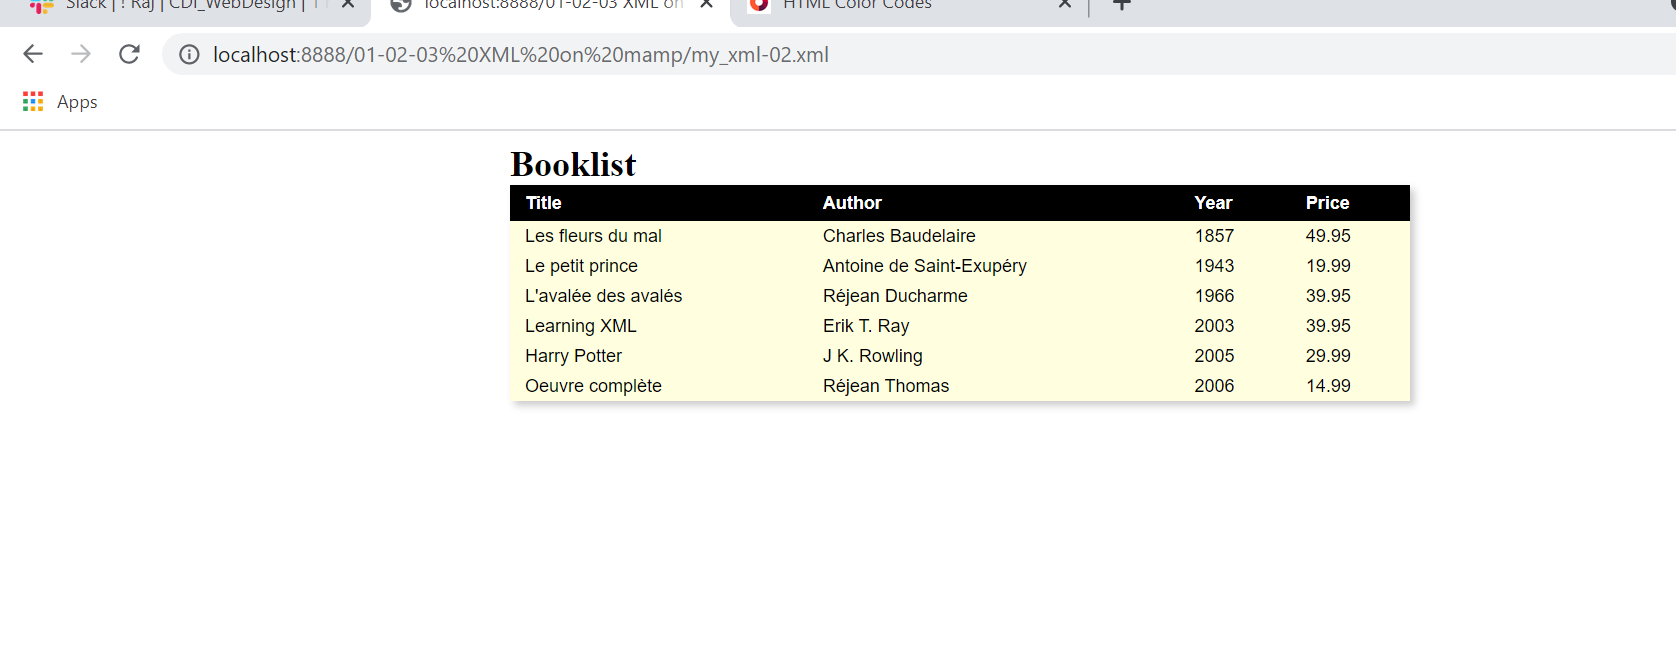 Slack | ! Raj | CDI_WebDesign |
localhost:8888/01-02-03 XML on
HTML Color Codes
localhost:8888/01-02-03%20XML%20on%20mamp/my_xml-02.xml
Apps
Booklist
Title Author Year Price
Les fleurs du mal Charles Baudelaire 1857 49.95
Le petit prince Antoine de Saint-Exupéry 1943 19.99
L'avalée des avalés Réjean Ducharme 1966 39.95
Learning XML Erik T. Ray 2003 39.95
Harry Potter J K. Rowling 2005 29.99
Oeuvre complète Réjean Thomas 2006 14.99